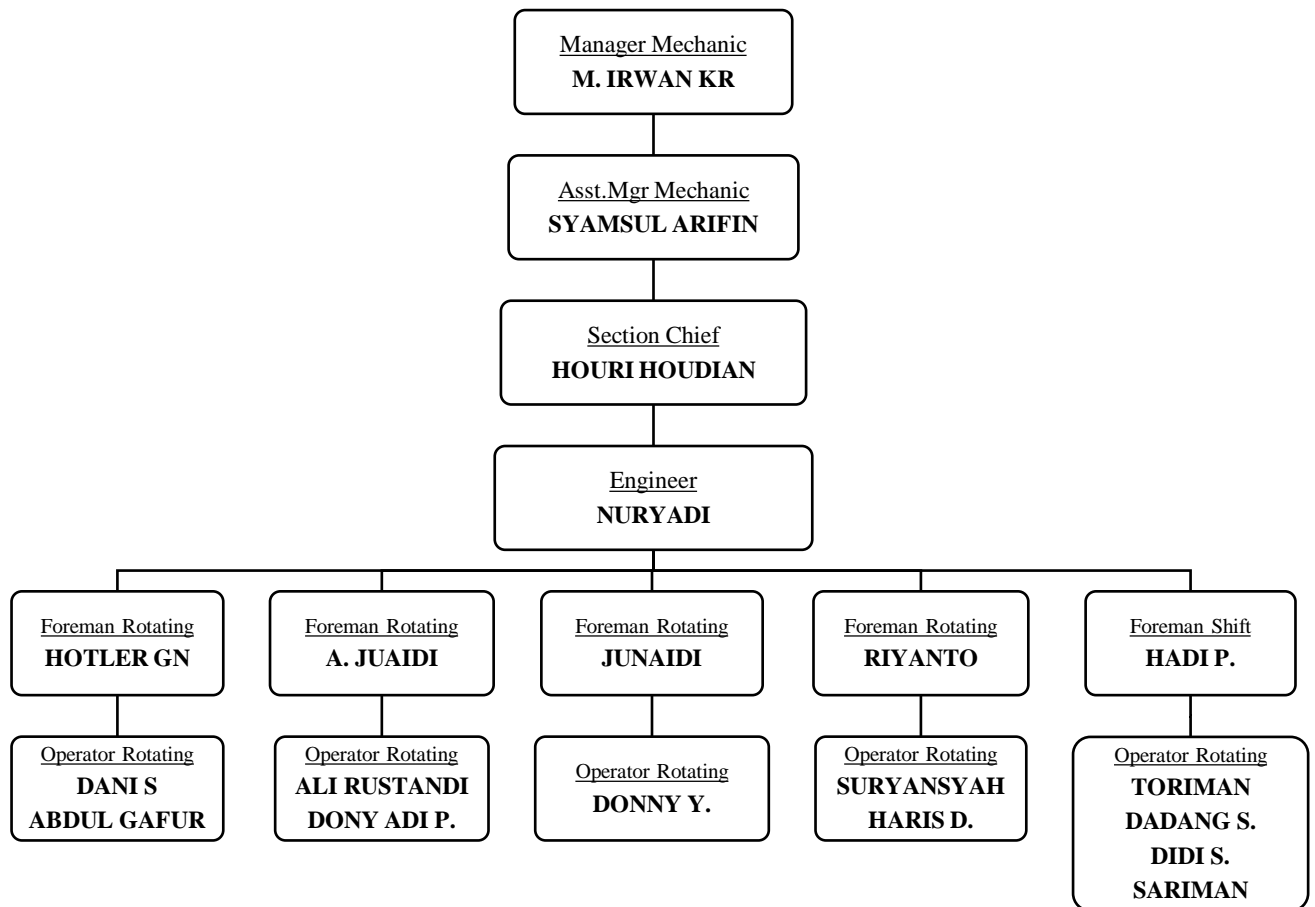 Manager Mechanic
M. IRWAN KR
Asst.Mgr Mechanic
SYAMSUL ARIFIN
Section Chief
HOURI HOUDIAN
Engineer
NURYADI
Foreman Rotating
HOTLER GN
Foreman Rotating
A. JUAIDI
Foreman Rotating
JUNAIDI
Foreman Rotating
RIYANTO
Foreman Shift
HADI P.
Operator Rotating
DANI S
ABDUL GAFUR
Operator Rotating
ALI RUSTANDI
DONY ADI P.
Operator Rotating
DONNY Y.
Operator Rotating
SURYANSYAH
HARIS D.
Operator Rotating
TORIMAN
DADANG S.
DIDI S.
SARIMAN